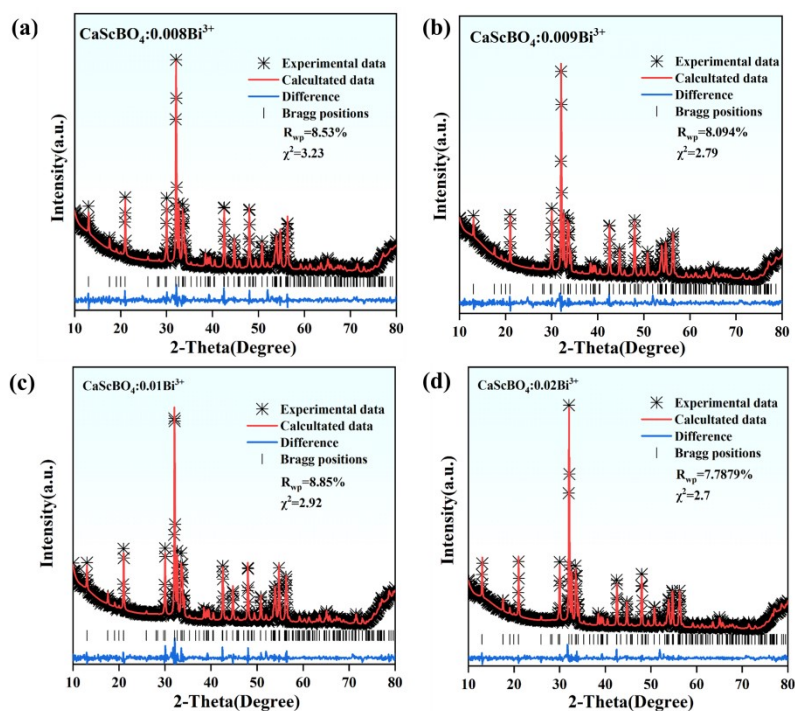 (a)
CaScBO₄:0.008Bi³⁺
Experimental data
Calcultated data
Difference
Bragg positions
Rwp=8.53%
χ²=3.23
Intensity(a.u.)
10 20 30 40 50 60 70 80
2-Theta(Degree)
(b)
CaScBO₄:0.009Bi³⁺
Experimental data
Calcultated data
Difference
Bragg positions
Rwp=8.094%
χ²=2.79
Intensity(a.u.)
10 20 30 40 50 60 70 80
2-Theta(Degree)
(c)
CaScBO₄:0.01Bi³⁺
Experimental data
Calcultated data
Difference
Bragg positions
Rwp=8.85%
χ²=2.92
Intensity(a.u.)
10 20 30 40 50 60 70 80
2-Theta(Degree)
(d)
CaScBO₄:0.02Bi³⁺
Experimental data
Calcultated data
Difference
Bragg positions
Rwp=7.7879%
χ²=2.7
Intensity(a.u.)
10 20 30 40 50 60 70 80
2-Theta(Degree)